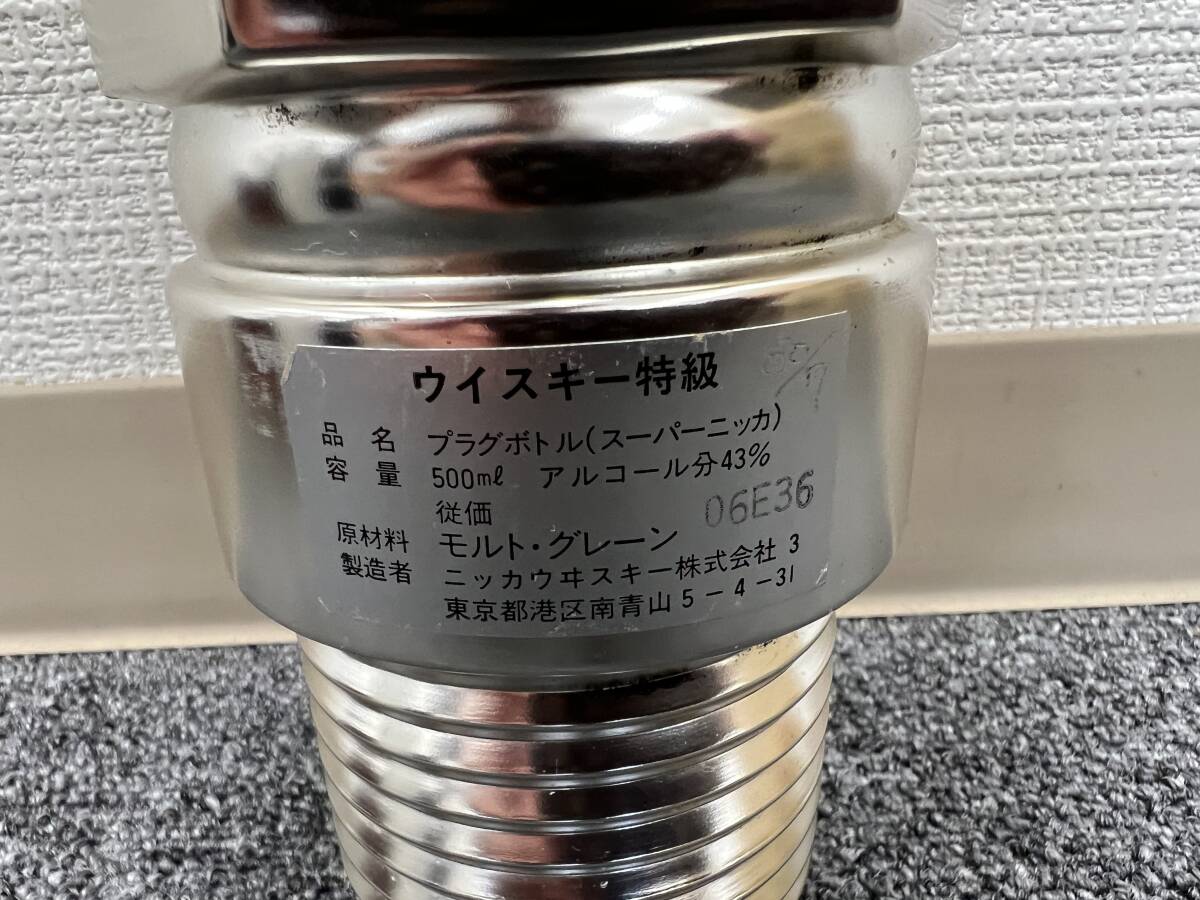 ウイスキー特級
品名 プラグボトル(スーパーニッカ)
容量 500mℓ アルコール分43%
従価 06E36
原材料 モルト・グレーン
製造者 ニッカウヰスキー株式会社 3
東京都港区南青山5-4-31